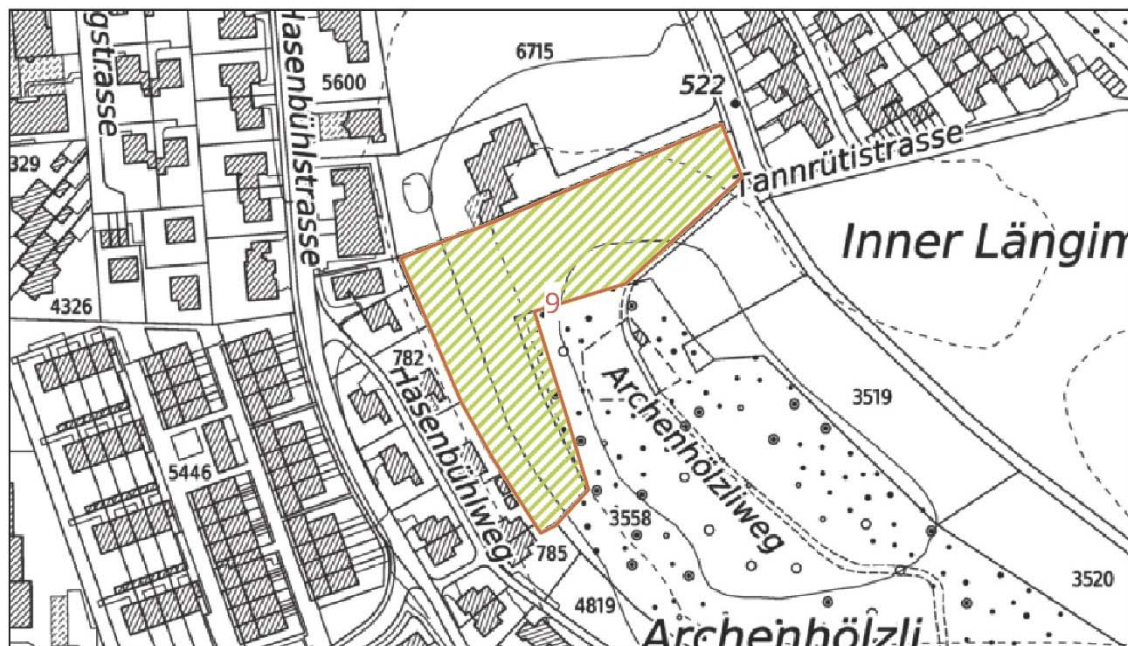 gstrasse
Hasenbühlstrasse
6715
5600
522
Tannrütistrasse
329
Inner Längim
4326
9
782
Hasenbühlweg
Archenhölzliweg
3519
5446
3558
785
3520
4819
Archenhölzli